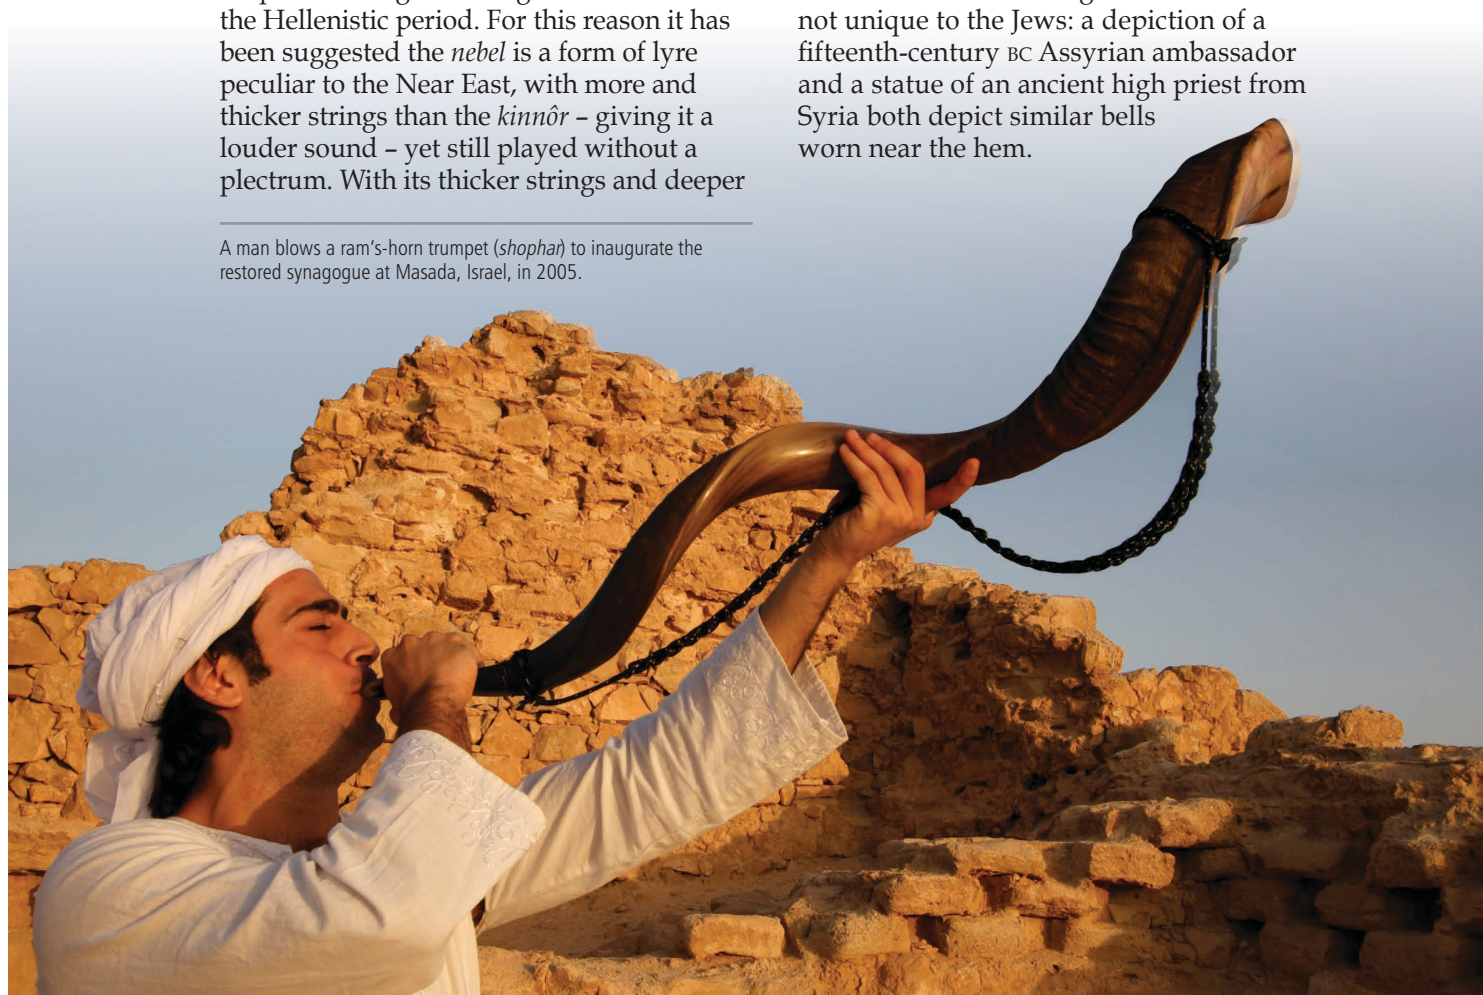 the Hellenistic period. For this reason it has
been suggested the nebel is a form of lyre
peculiar to the Near East, with more and
thicker strings than the kinnôr – giving it a
louder sound – yet still played without a
plectrum. With its thicker strings and deeper
A man blows a ram's-horn trumpet (shophar) to inaugurate the
restored synagogue at Masada, Israel, in 2005.
not unique to the Jews: a depiction of a
fifteenth-century BC Assyrian ambassador
and a statue of an ancient high priest from
Syria both depict similar bells
worn near the hem.